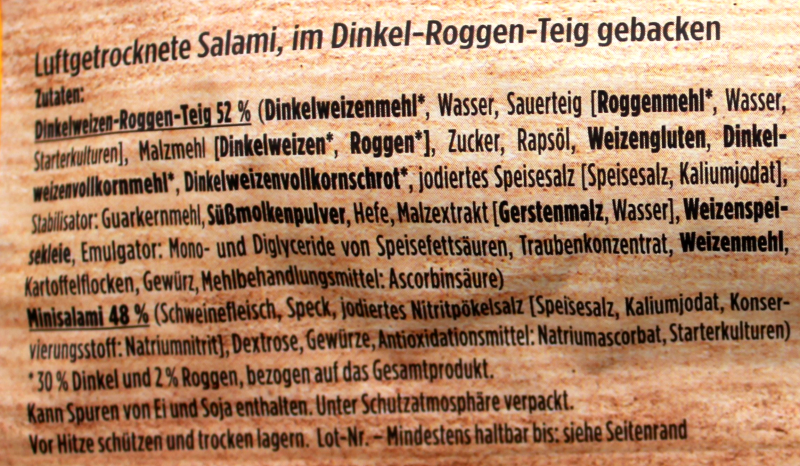 Luftgetrocknete Salami, im Dinkel-Roggen-Teig gebacken
Zutaten:
Dinkelweizen-Roggen-Teig 52 % (Dinkelweizenmehl*, Wasser, Sauerteig [Roggenmehl*, Wasser,
Starterkulturen], Malzmehl [Dinkelweizen*, Roggen*], Zucker, Rapsöl, Weizengluten, Dinkel-
weizenvollkornmehl*, Dinkelweizenvollkornschrot*, jodiertes Speisesalz [Speisesalz, Kaliumjodat],
Stabilisator: Guarkernmehl, Süßmolkenpulver, Hefe, Malzextrakt [Gerstenmalz, Wasser], Weizenspei-
sekleie, Emulgator: Mono- und Diglyceride von Speisefettsäuren, Traubenkonzentrat, Weizenmehl,
Kartoffelflocken, Gewürz, Mehlbehandlungsmittel: Ascorbinsäure)
Minisalami 48 % (Schweinefleisch, Speck, jodiertes Nitritpökelsalz [Speisesalz, Kaliumjodat, Konser-
vierungsstoff: Natriumnitrit], Dextrose, Gewürze, Antioxidationsmittel: Natriumascorbat, Starterkulturen)
*30 % Dinkel und 2 % Roggen, bezogen auf das Gesamtprodukt.
Kann Spuren von Ei und Soja enthalten. Unter Schutzatmosphäre verpackt.
Vor Hitze schützen und trocken lagern. Lot-Nr. – Mindestens haltbar bis: siehe Seitenrand